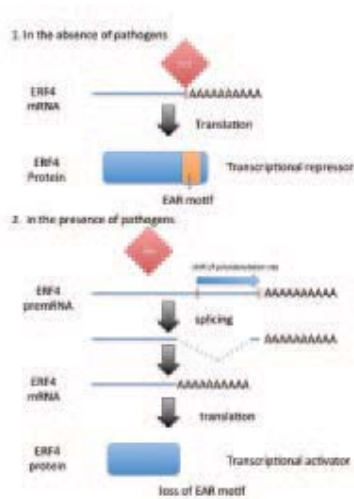 1. In the absence of pathogens
ERF4
mRNA
AAAAAAAAAA
Translation
ERF4
Protein
Transcriptional repressor
EAR motif
2. In the presence of pathogens
shift of polyadenylation site
ERF4
premRNA
AAAAAAAAAA
splicing
AAAAAAAAAA
ERF4
mRNA
AAAAAAAAAA
translation
ERF4
protein
Transcriptional activator
loss of EAR motif